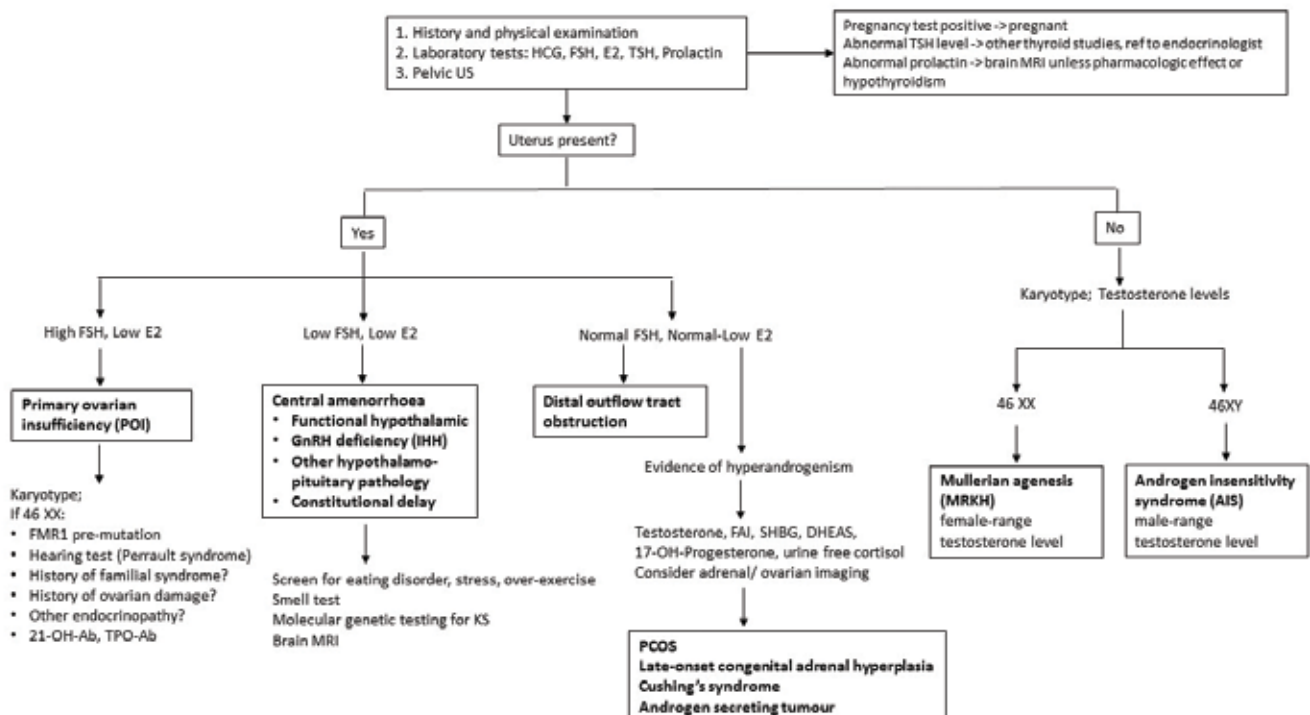 1. History and physical examination
2. Laboratory tests: HCG, FSH, E2, TSH, Prolactin
3. Pelvic US
Pregnancy test positive -> pregnant
Abnormal TSH level -> other thyroid studies, ref to endocrinologist
Abnormal prolactin -> brain MRI unless pharmacologic effect or
hypothyroidism
Uterus present?
Yes
No
High FSH, Low E2
Low FSH, Low E2
Normal FSH, Normal-Low E2
Karyotype; Testosterone levels
Primary ovarian
insufficiency (POI)
Karyotype;
If 46 XX:
• FMR1 pre-mutation
• Hearing test (Perrault syndrome)
• History of familial syndrome?
• History of ovarian damage?
• Other endocrinopathy?
• 21-OH-Ab, TPO-Ab
Central amenorrhoea
• Functional hypothalamic
• GnRH deficiency (IHH)
• Other hypothalamo-
pituitary pathology
• Constitutional delay
Screen for eating disorder, stress, over-exercise
Smell test
Molecular genetic testing for KS
Brain MRI
Distal outflow tract
obstruction
Evidence of hyperandrogenism
Testosterone, FAI, SHBG, DHEAS,
17-OH-Progesterone, urine free cortisol
Consider adrenal/ ovarian imaging
PCOS
Late-onset congenital adrenal hyperplasia
Cushing's syndrome
Androgen secreting tumour
46 XX
46XY
Mullerian agenesis
(MRKH)
female-range
testosterone level
Androgen insensitivity
syndrome (AIS)
male-range
testosterone level